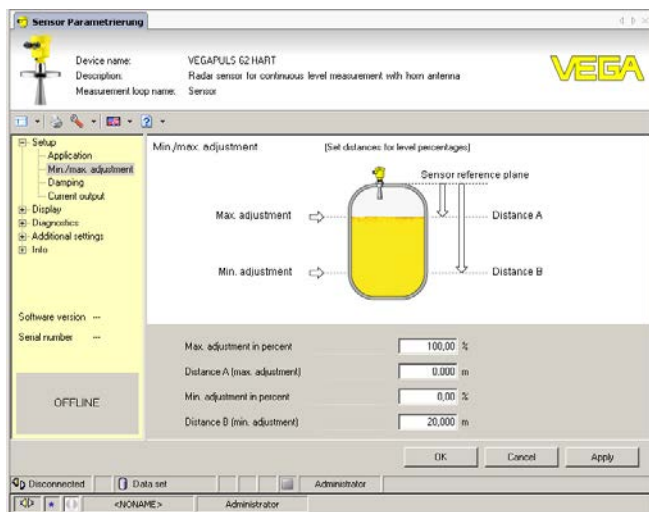 Sensor Parametrierung
Device name: VEGAPULS 62 HART
Description: Radar sensor for continuous level measurement with horn antenna
Measurement loop name: Sensor
VEGA
Setup
Application
Min./max. adjustment
Damping
Current output
Display
Diagnostics
Additional settings
Info
Software version ---
Serial number ---
OFFLINE
Min./max. adjustment (Set distances for level percentages)
Sensor reference plane
Max. adjustment Distance A
Min. adjustment Distance B
Max. adjustment in percent 100,00 %
Distance A (max. adjustment) 0.000 m
Min. adjustment in percent 0,00 %
Distance B (min. adjustment) 20,000 m
OK Cancel Apply
Disconnected Data set Administrator
<NONAME> Administrator